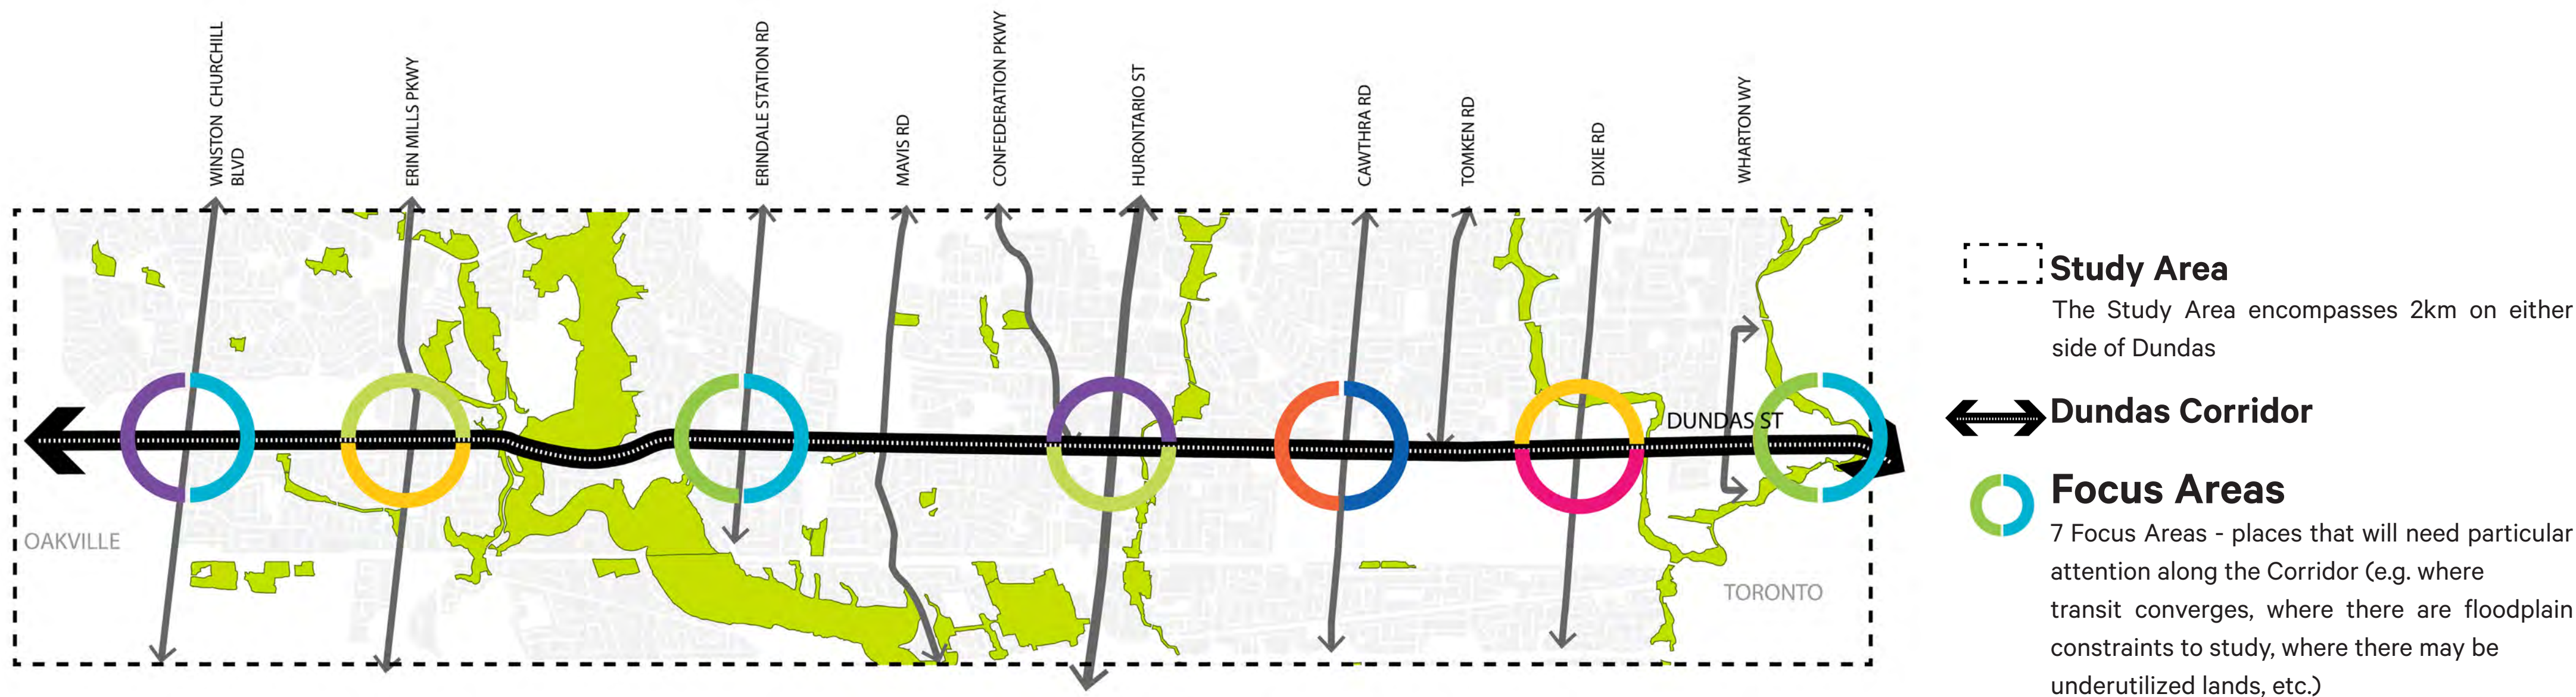 WINSTON CHURCHILL
BLVD
ERIN MILLS PKWY
ERINDALE STATION RD
MAVIS RD
CONFEDERATION PKWY
HURONTARIO ST
CAWTHRA RD
TOMKEN RD
DIXIE RD
WHARTON WY
DUNDAS ST
OAKVILLE
TORONTO
Study Area
The Study Area encompasses 2km on either
side of Dundas
Dundas Corridor
Focus Areas
7 Focus Areas - places that will need particular
attention along the Corridor (e.g. where
transit converges, where there are floodplain
constraints to study, where there may be
underutilized lands, etc.)